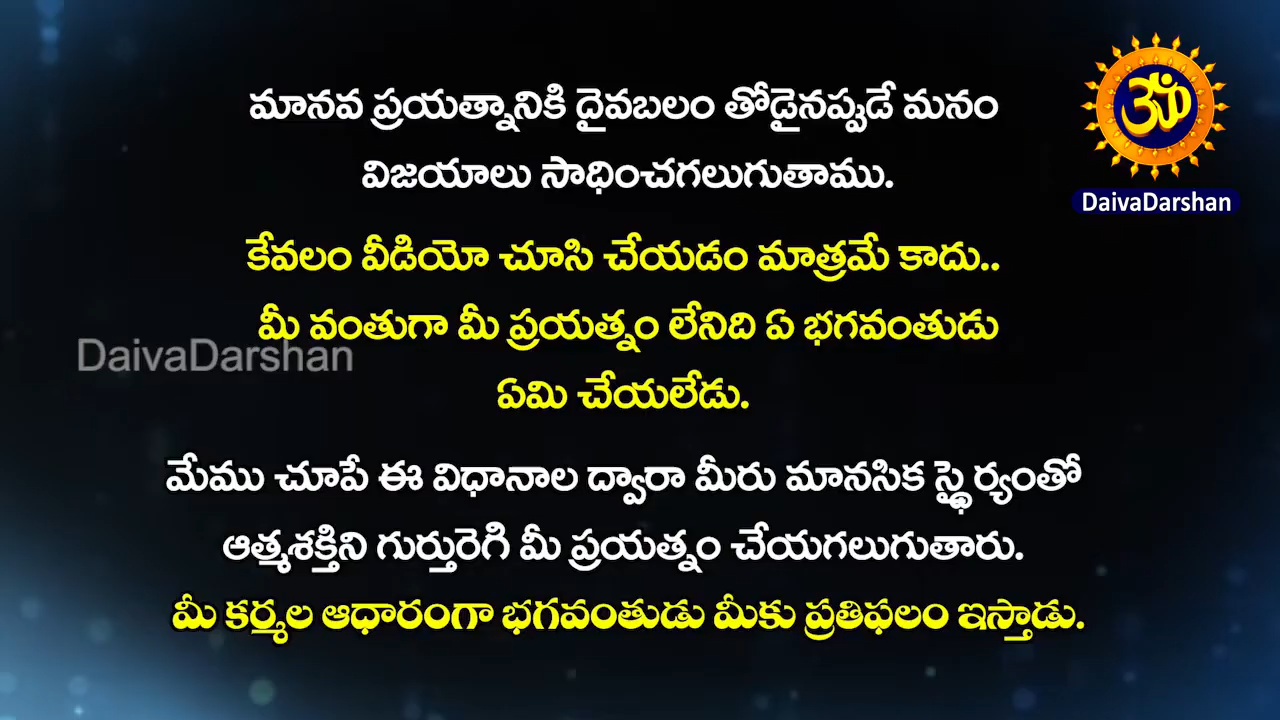 మానవ ప్రయత్నానికి దైవబలం తోడైనప్పుడే మనం
విజయాలు సాధించగలుగుతాము.
ॐ
DaivaDarshan
కేవలం వీడియో చూసి చేయడం మాత్రమే కాదు..
మీ వంతుగా మీ ప్రయత్నం లేనిది ఏ భగవంతుడు
DaivaDarshan
ఏమి చేయలేడు.
మేము చూపే ఈ విధానాల ద్వారా మీరు మానసిక స్థైర్యంతో
ఆత్మశక్తిని గుర్తురెగి మీ ప్రయత్నం చేయగలుగుతారు.
మీ కర్మల ఆధారంగా భగవంతుడు మీకు ప్రతిఫలం ఇస్తాడు.